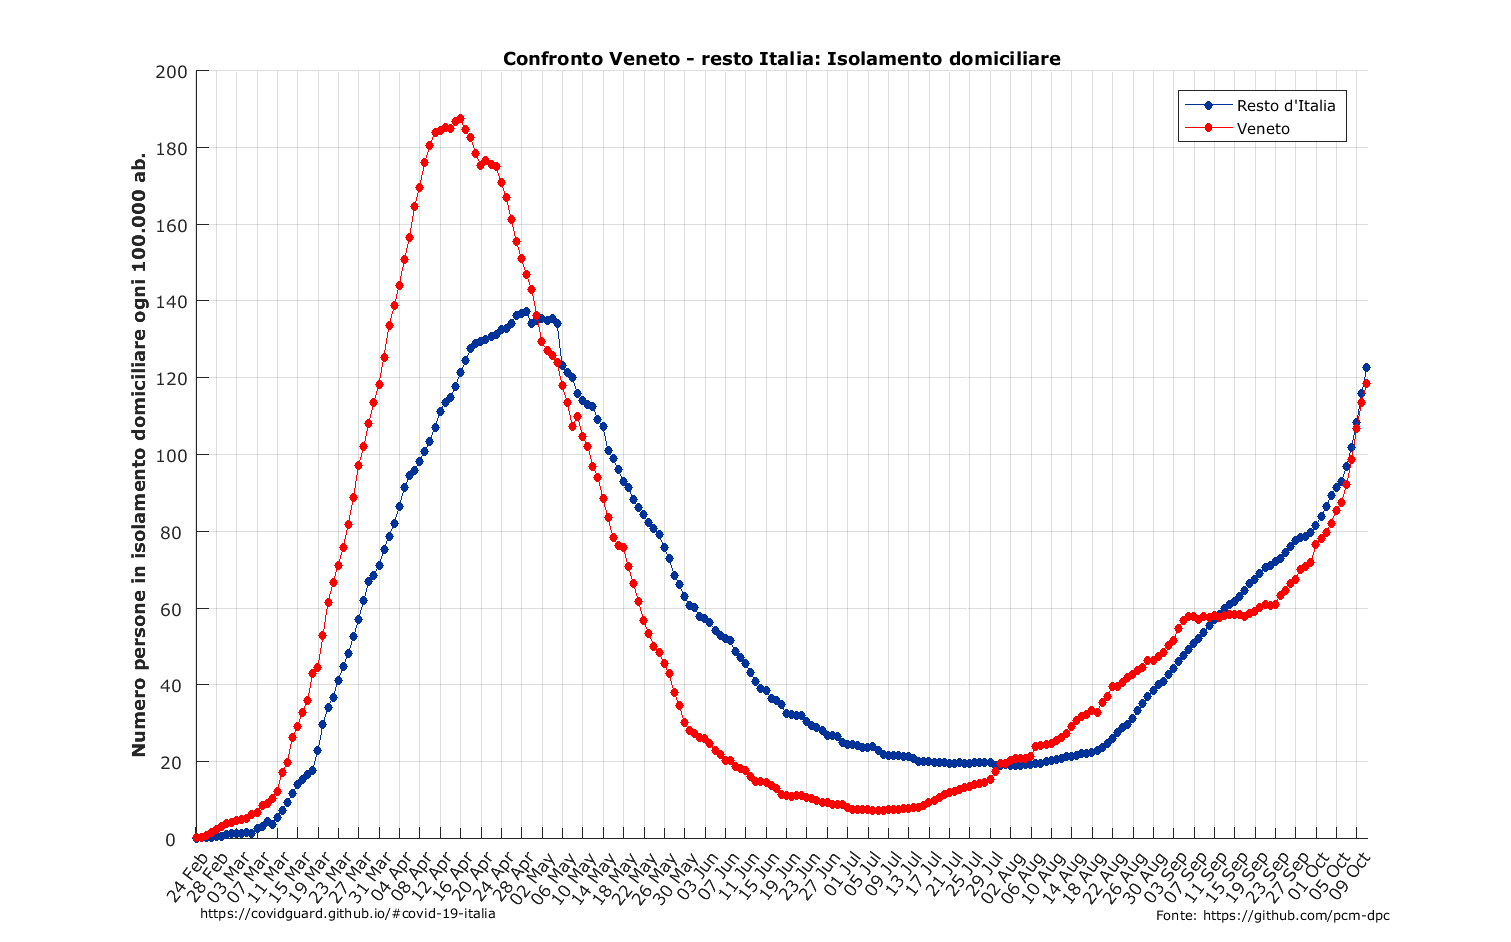 Confronto Veneto - resto Italia: Isolamento domiciliare
Numero persone in isolamento domiciliare ogni 100.000 ab.
200
180
160
140
120
100
80
60
40
20
0
Resto d'Italia
Veneto
24 Feb
28 Feb
03 Mar
07 Mar
11 Mar
15 Mar
19 Mar
23 Mar
27 Mar
31 Mar
04 Apr
08 Apr
12 Apr
16 Apr
20 Apr
24 Apr
28 Apr
02 May
06 May
10 May
14 May
18 May
22 May
26 May
30 May
03 Jun
07 Jun
11 Jun
15 Jun
19 Jun
23 Jun
27 Jun
01 Jul
05 Jul
09 Jul
13 Jul
17 Jul
21 Jul
25 Jul
29 Jul
02 Aug
06 Aug
10 Aug
14 Aug
18 Aug
22 Aug
26 Aug
30 Aug
03 Sep
07 Sep
11 Sep
15 Sep
19 Sep
23 Sep
27 Sep
01 Oct
05 Oct
09 Oct
https://covidguard.github.io/#covid-19-italia
Fonte: https://github.com/pcm-dpc